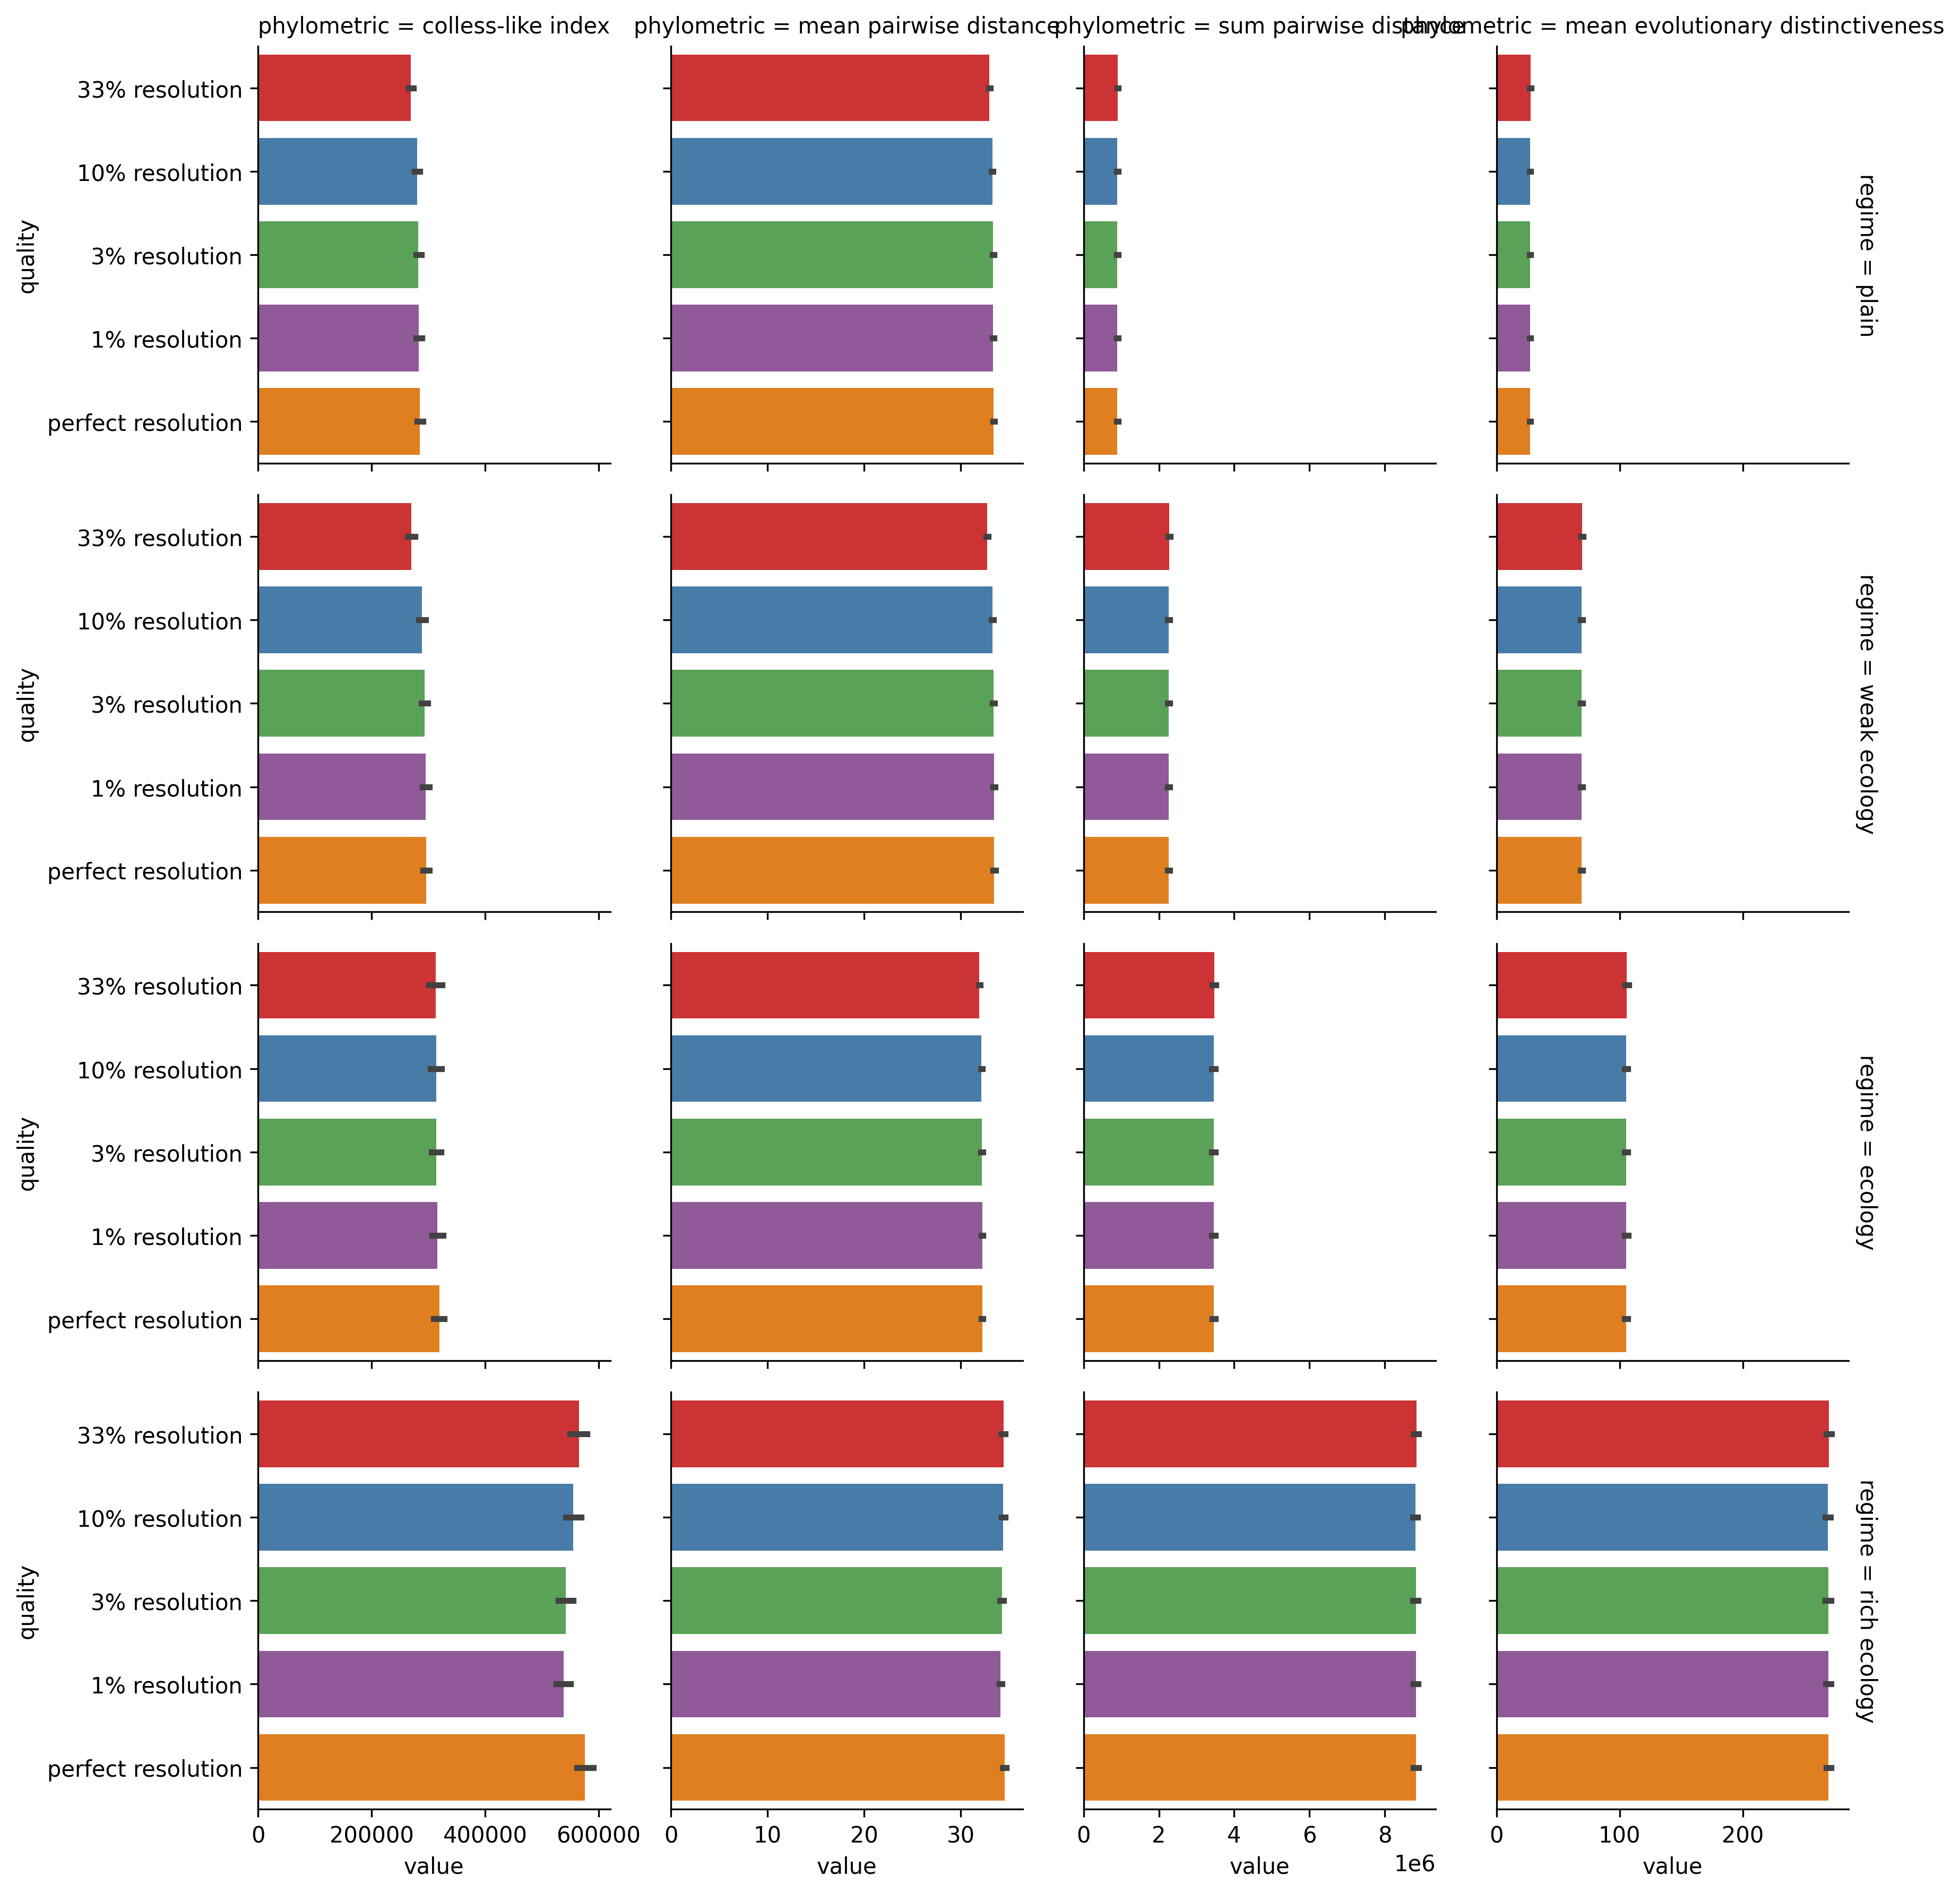 phylometric = colless-like index
phylometric = mean pairwise distance
phylometric = sum pairwise distance
phylometric = mean evolutionary distinctiveness
quality
33% resolution
10% resolution
3% resolution
1% resolution
perfect resolution
regime = plain
quality
33% resolution
10% resolution
3% resolution
1% resolution
perfect resolution
regime = weak ecology
quality
33% resolution
10% resolution
3% resolution
1% resolution
perfect resolution
regime = ecology
quality
33% resolution
10% resolution
3% resolution
1% resolution
perfect resolution
regime = rich ecology
0 200000 400000 600000
value
0 10 20 30
value
0 2 4 6 8
1e6
value
0 100 200
value